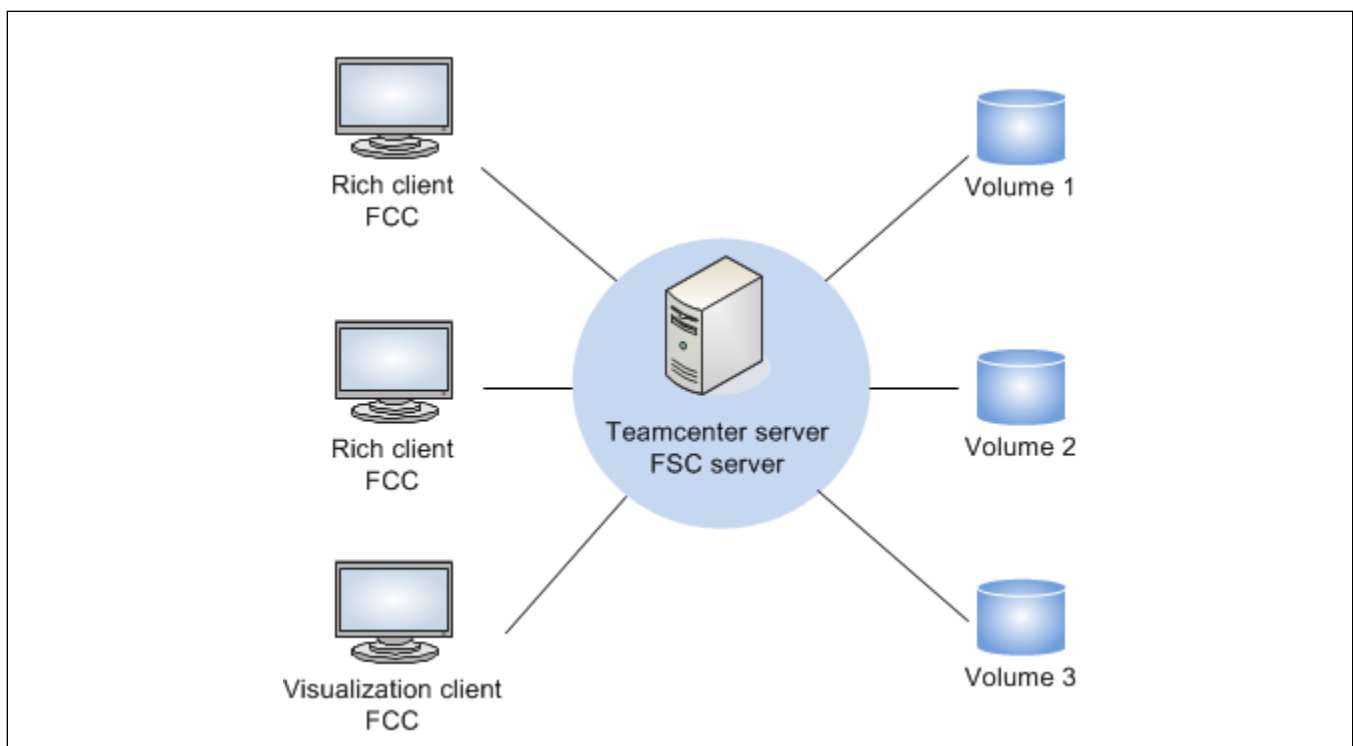 Rich client
FCC
Volume 1
Rich client
FCC
Teamcenter server
FSC server
Volume 2
Visualization client
FCC
Volume 3